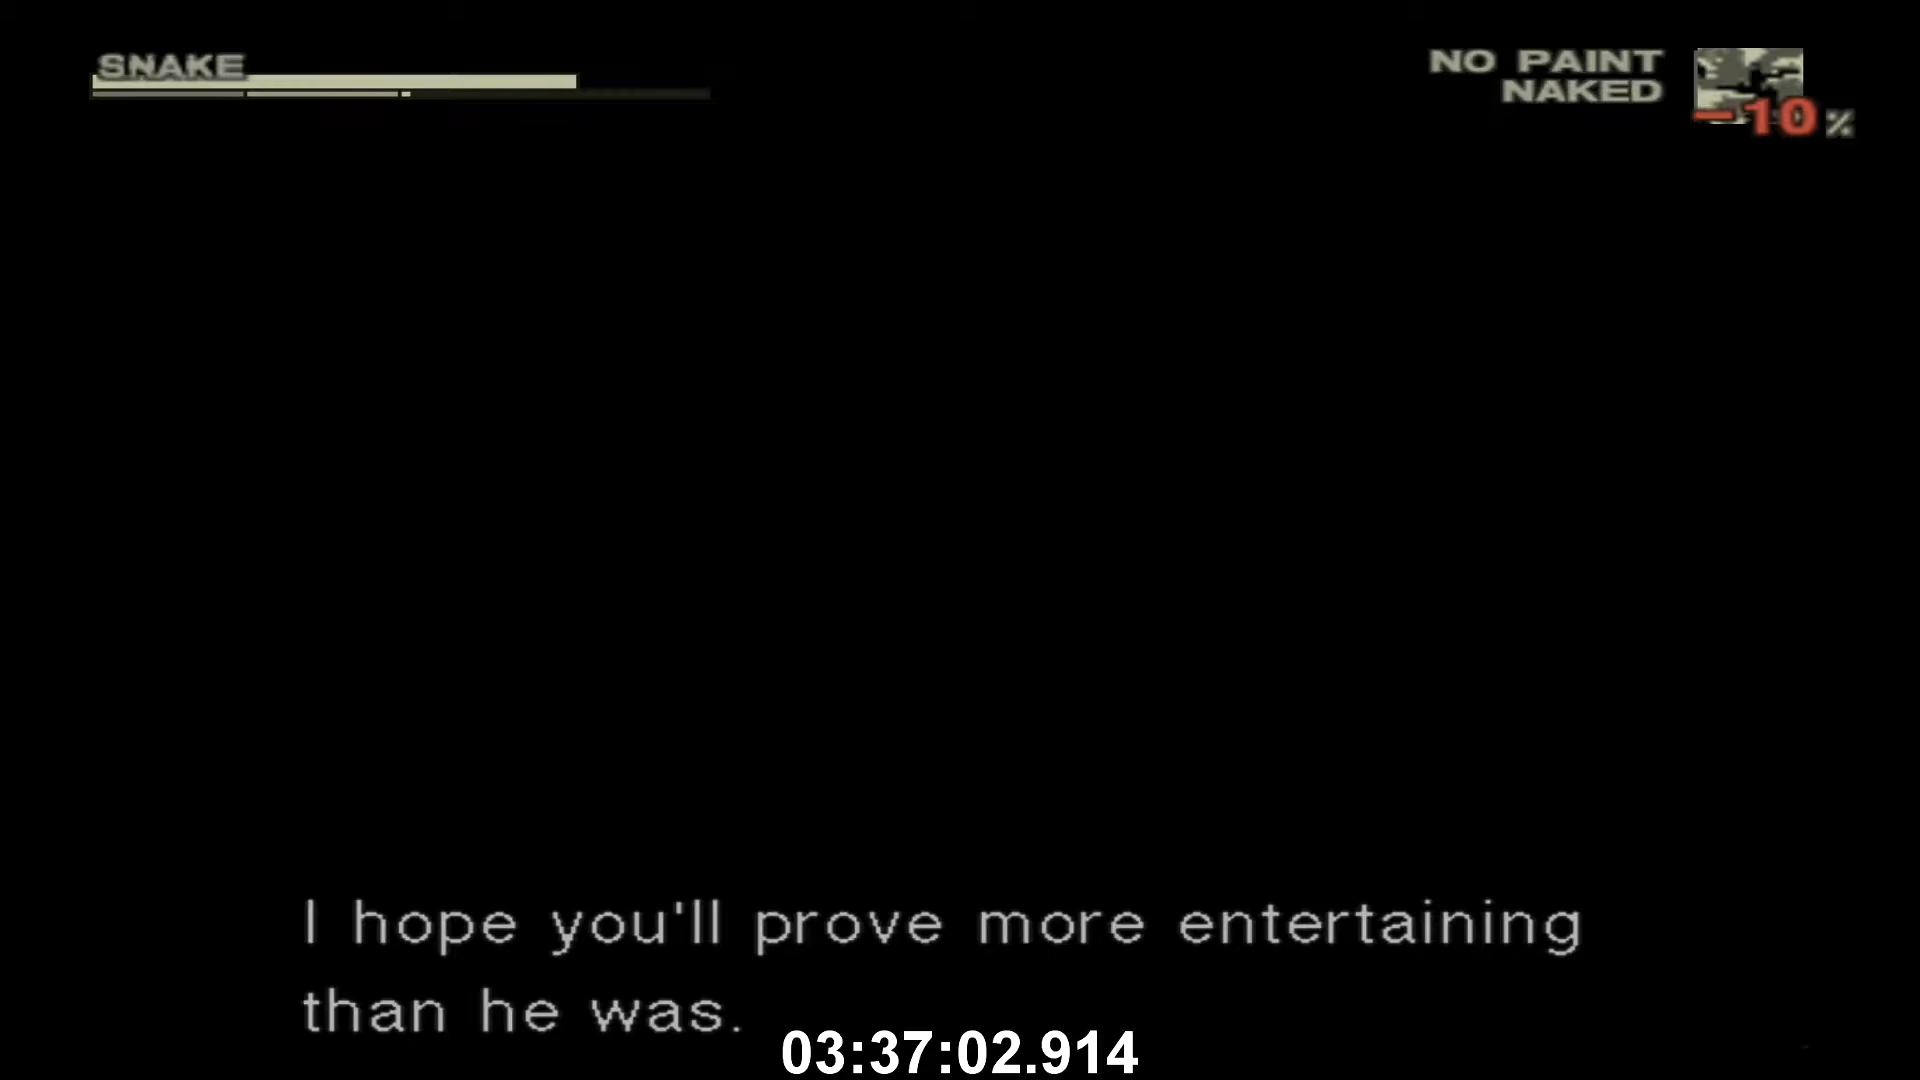 SNAKE
NO PAINT
NAKED
-10%
I hope you'll prove more entertaining
than he was.
03:37:02.914